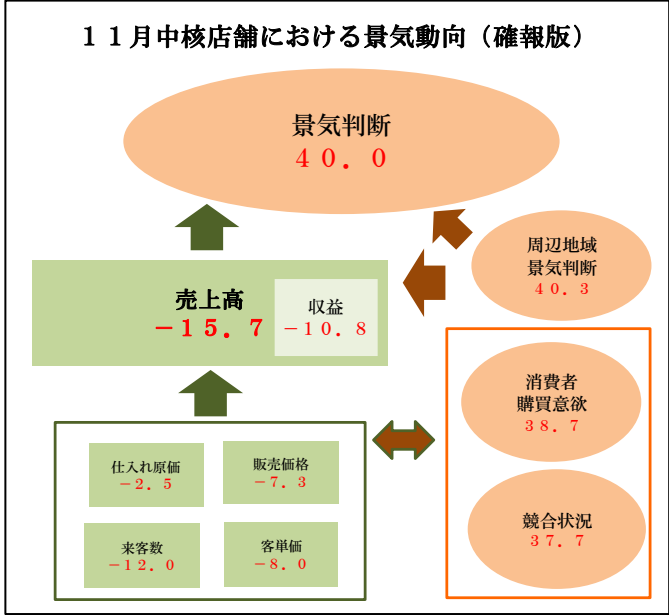 １１月中核店舗における景気動向（確報版）
景気判断
４０．０
周辺地域
景気判断
４０．３
売上高
－１５．７
収益
－１０．８
消費者
購買意欲
３８．７
仕入れ原価
－２．５
販売価格
－７．３
来客数
－１２．０
客単価
－８．０
競合状況
３７．７